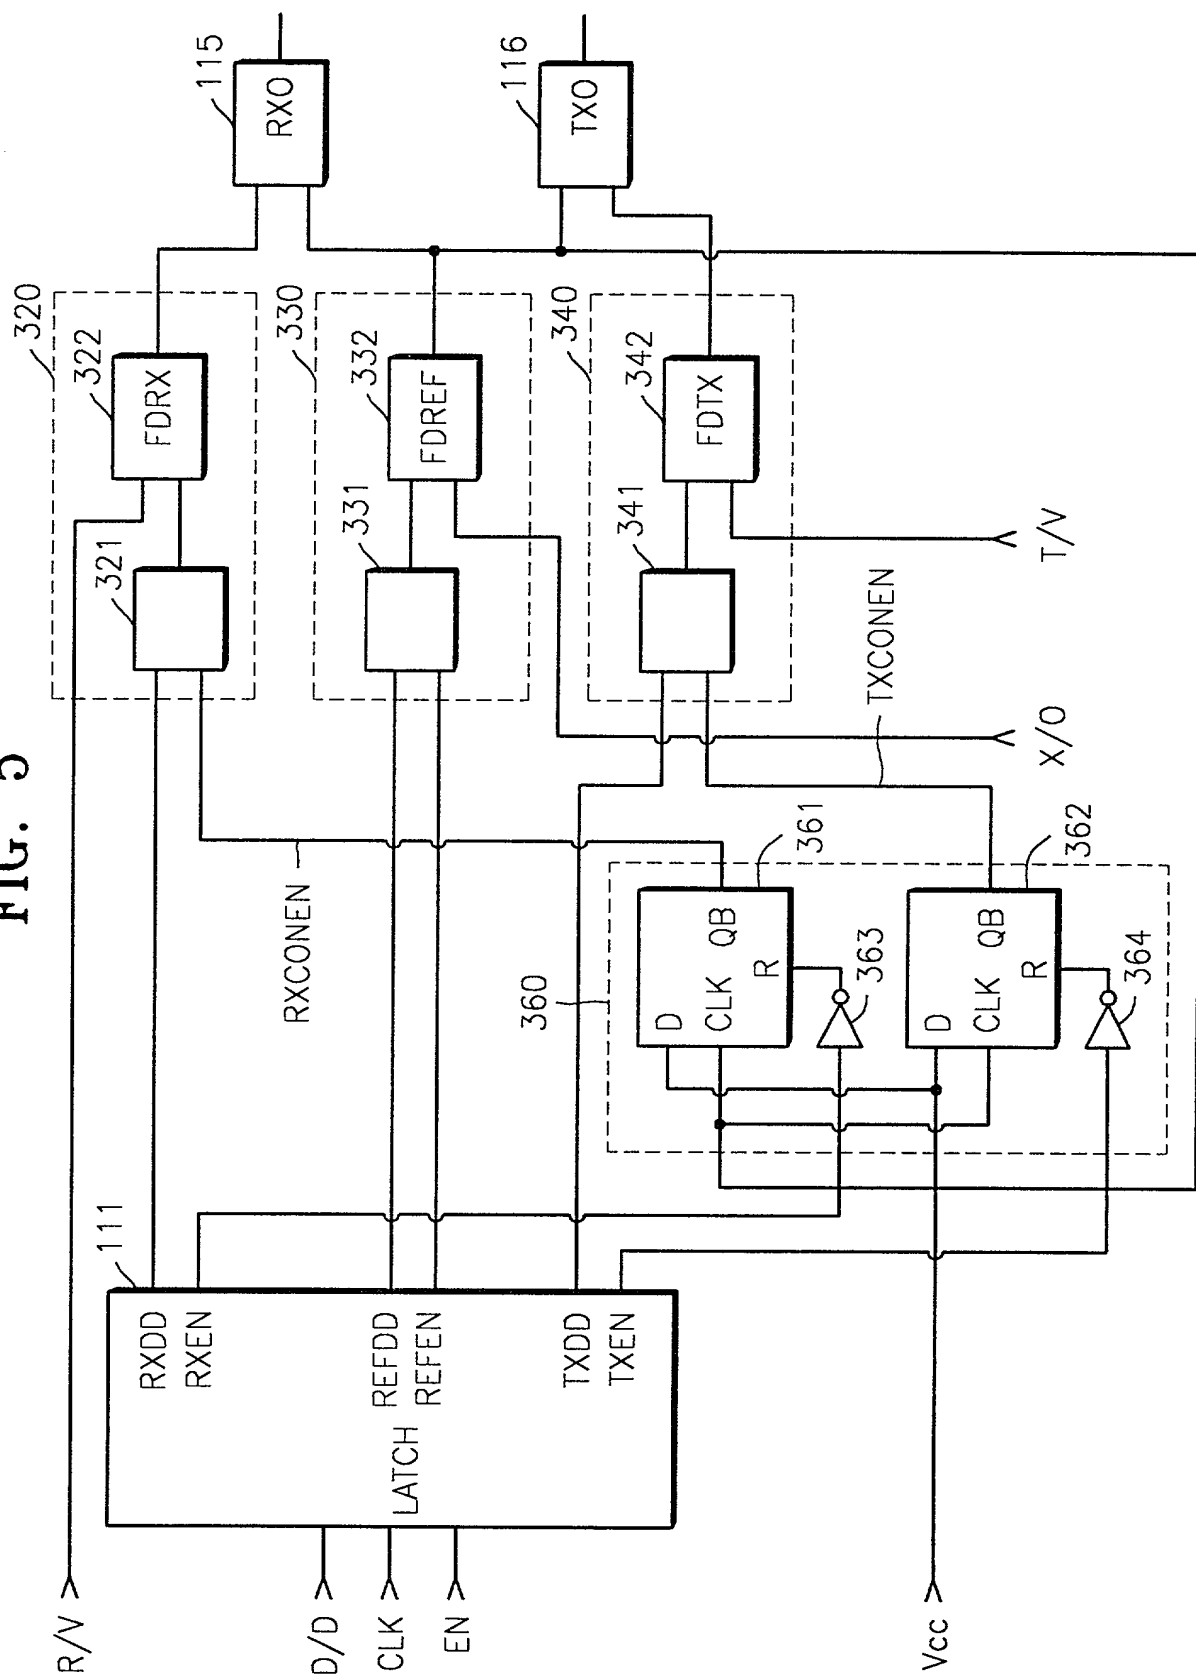 FIG. 5
R/V
D/D
CLK
EN
Vcc
111
RXDD
RXEN
REFDD
REFEN
LATCH
TXDD
TXEN
RXCONEN
320
321
322
FDRX
330
331
332
FDREF
340
341
342
FDTX
115
RXO
116
TXO
T/V
X/O
TXCONEN
360
361
D
CLK
QB
R
363
362
D
CLK
QB
R
364